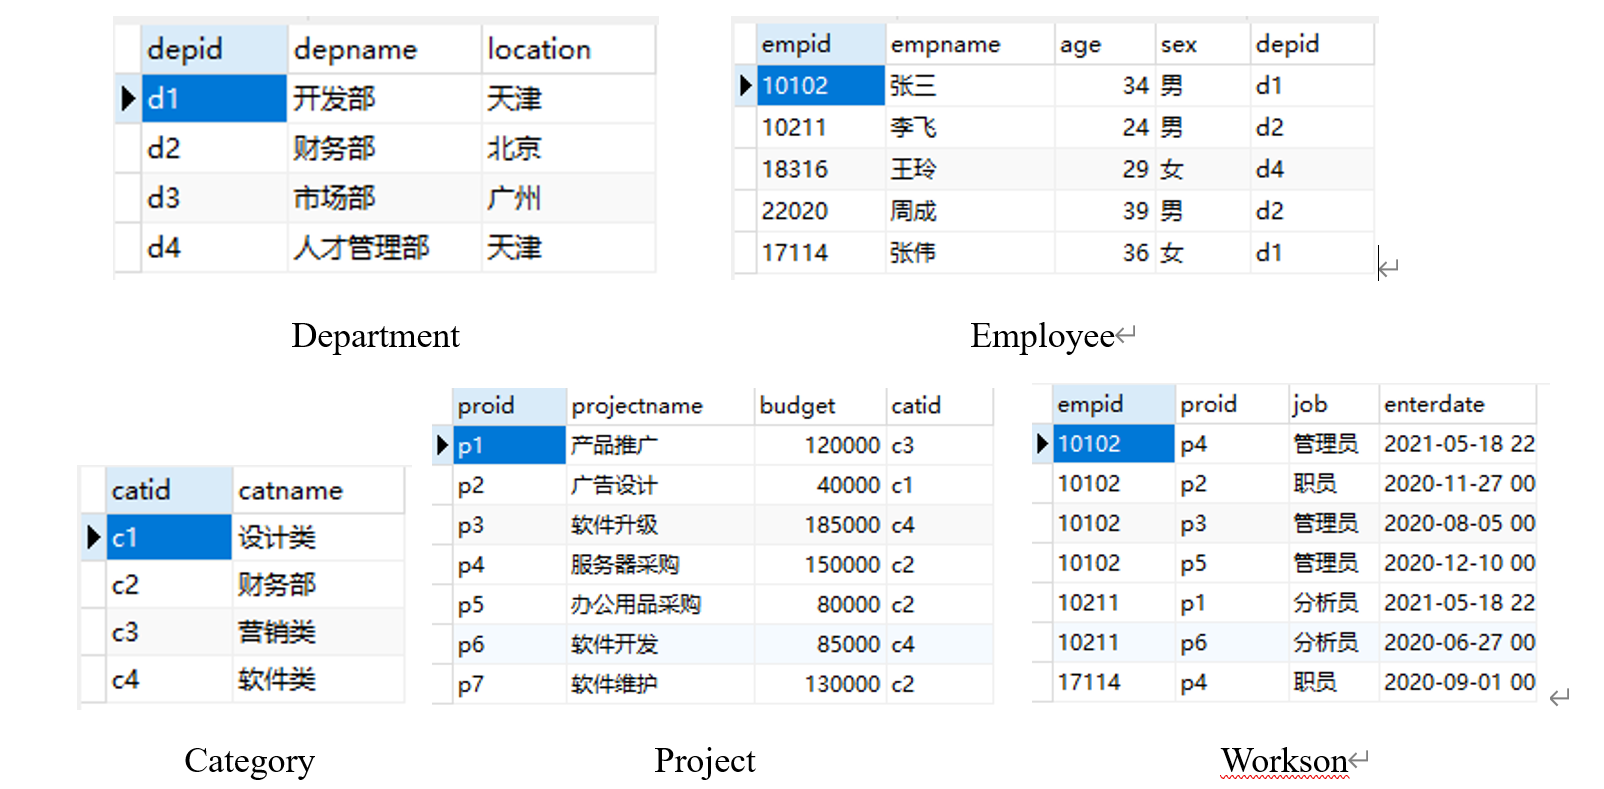 depid depname location
d1 开发部 天津
d2 财务部 北京
d3 市场部 广州
d4 人才管理部 天津
Department
empid empname age sex depid
10102 张三 34 男 d1
10211 李飞 24 男 d2
18316 王玲 29 女 d4
22020 周成 39 男 d2
17114 张伟 36 女 d1
Employee
catid catname
c1 设计类
c2 财务部
c3 营销类
c4 软件类
Category
proid projectname budget catid
p1 产品推广 120000 c3
p2 广告设计 40000 c1
p3 软件升级 185000 c4
p4 服务器采购 150000 c2
p5 办公用品采购 80000 c2
p6 软件开发 85000 c4
p7 软件维护 130000 c2
Project
empid proid job enterdate
10102 p4 管理员 2021-05-18 22
10102 p2 职员 2020-11-27 00
10102 p3 管理员 2020-08-05 00
10102 p5 管理员 2020-12-10 00
10211 p1 分析员 2021-05-18 22
10211 p6 分析员 2020-06-27 00
17114 p4 职员 2020-09-01 00
Workson